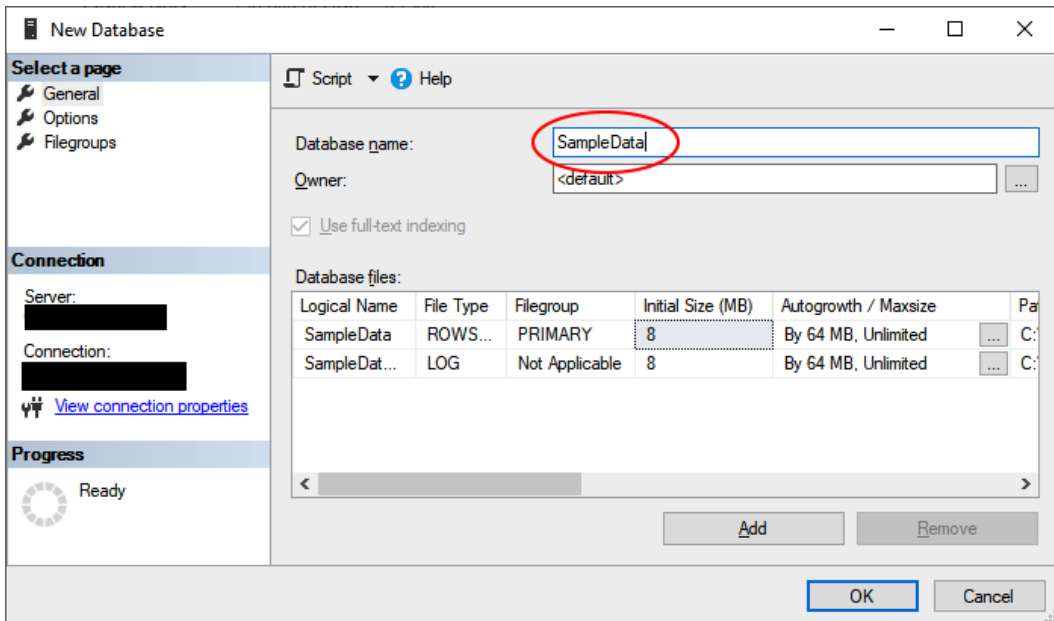 New Database
Select a page
General
Options
Filegroups
Connection
Server:
Connection:
View connection properties
Progress
Ready
Script Help
Database name: SampleData
Owner: <default> ...
Use full-text indexing
Database files:
Logical Name File Type Filegroup Initial Size (MB) Autogrowth / Maxsize
SampleData ROWS... PRIMARY 8 By 64 MB, Unlimited ... C:
SampleDat... LOG Not Applicable 8 By 64 MB, Unlimited ... C:
Add Remove
OK Cancel